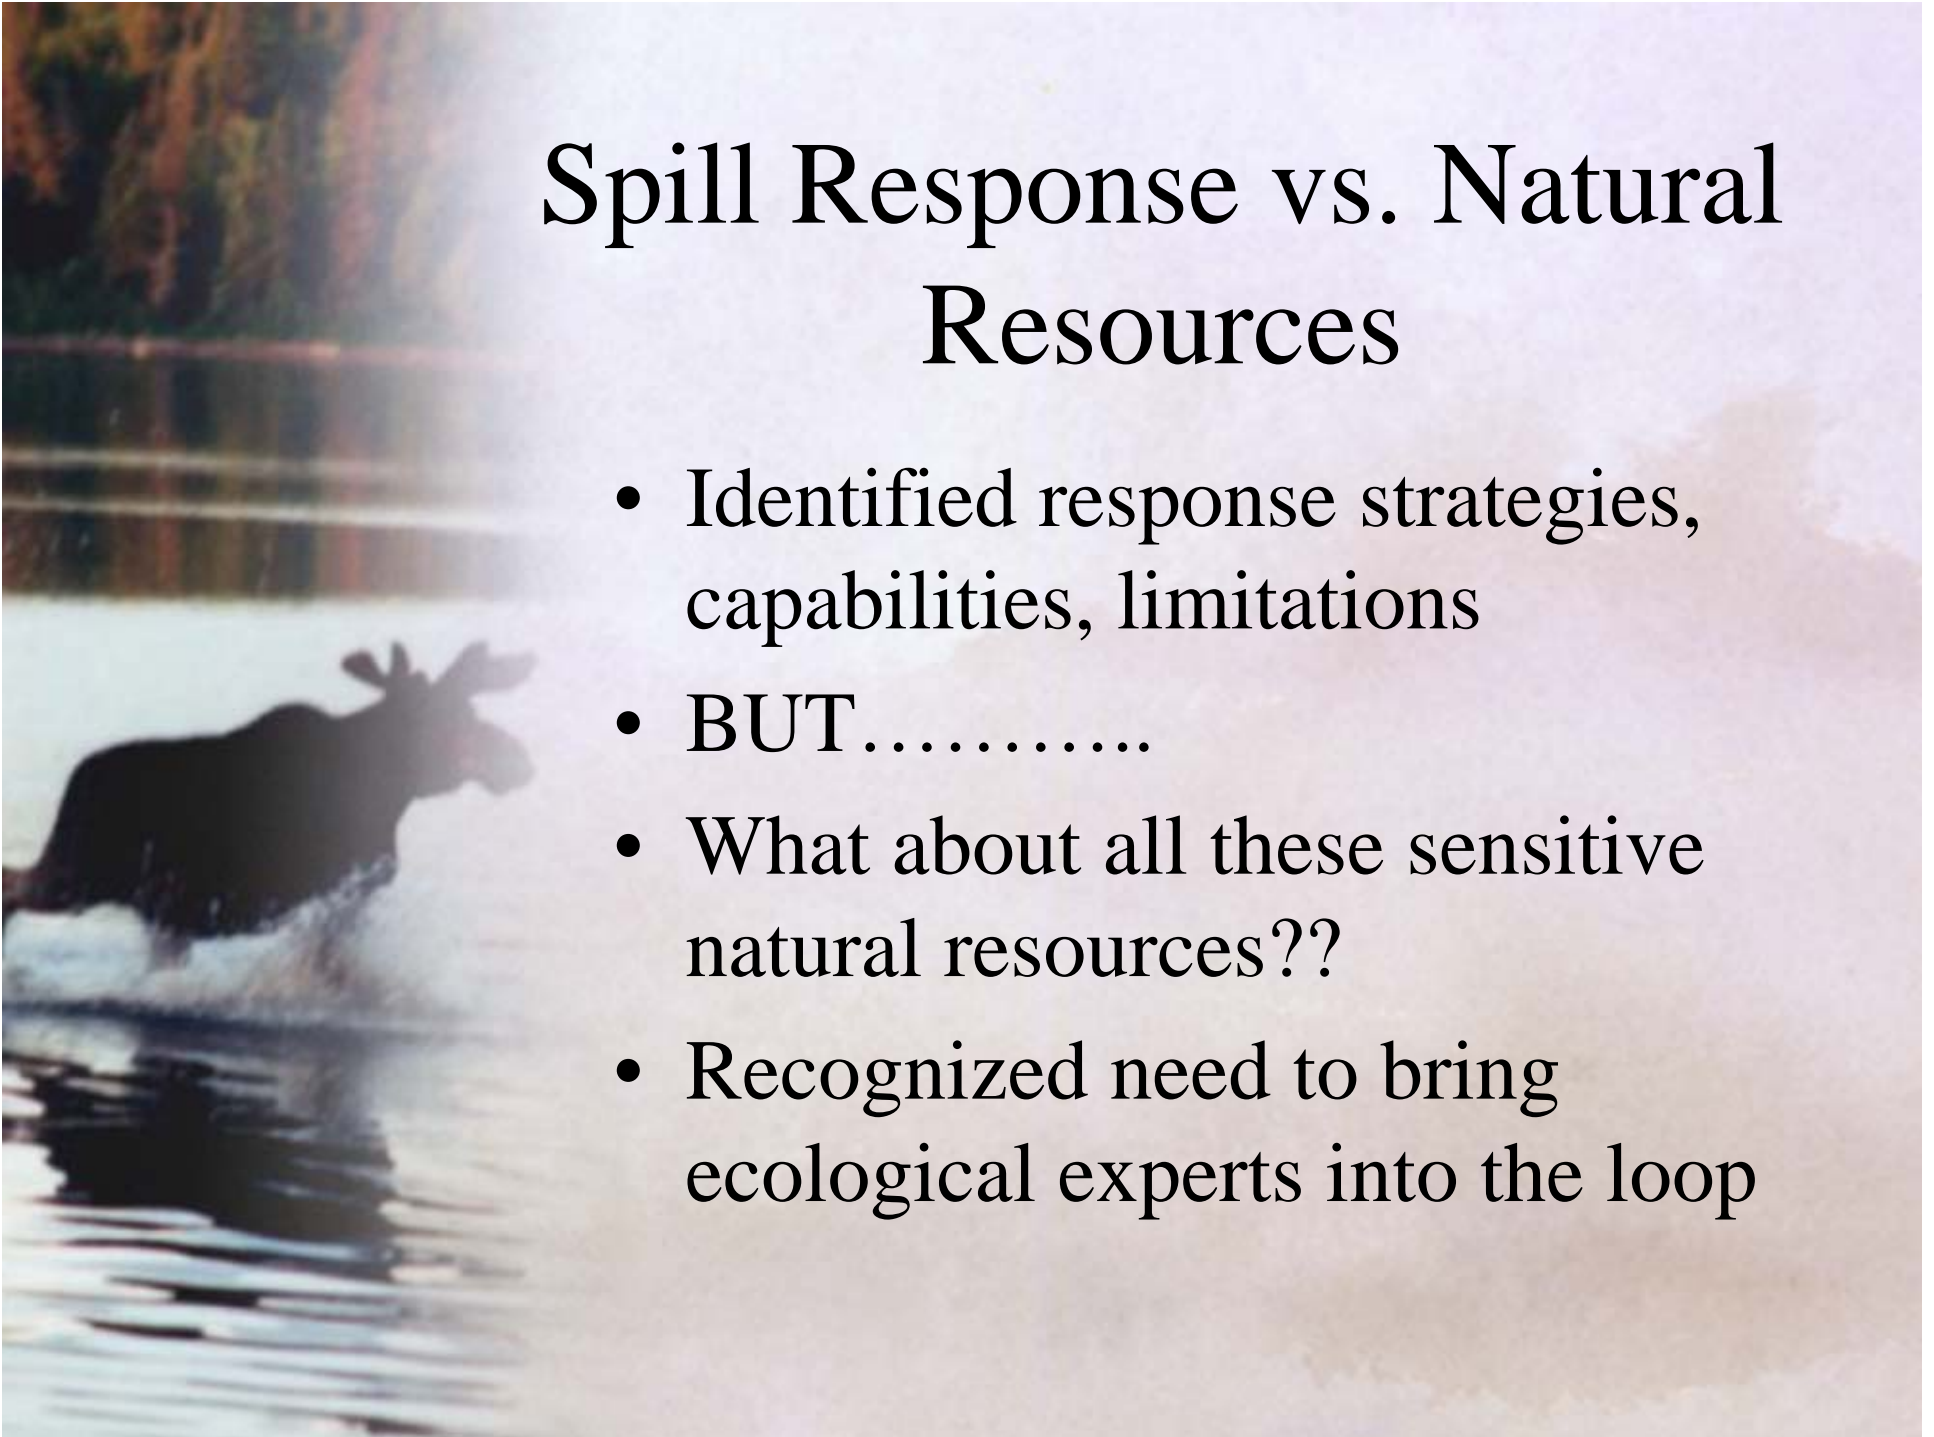 Spill Response vs. Natural
Resources
• Identified response strategies,
capabilities, limitations
• BUT………..
• What about all these sensitive
natural resources??
• Recognized need to bring
ecological experts into the loop